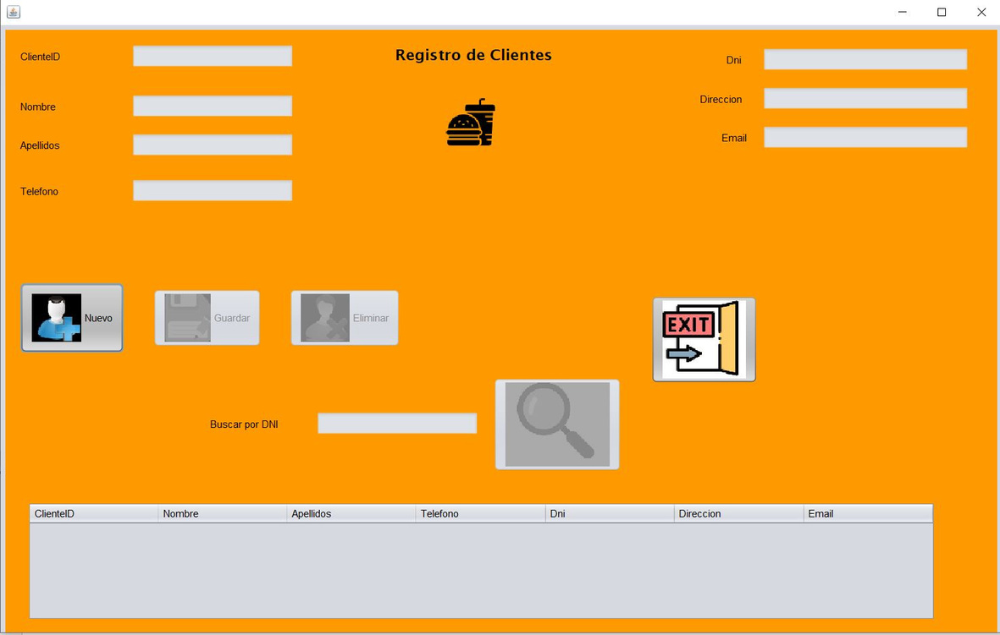 ClienteID
Registro de Clientes
Dni
Nombre
Direccion
Apellidos
Email
Telefono
Nuevo
Guardar
Eliminar
EXIT
Buscar por DNI
ClienteID Nombre Apellidos Telefono Dni Direccion Email